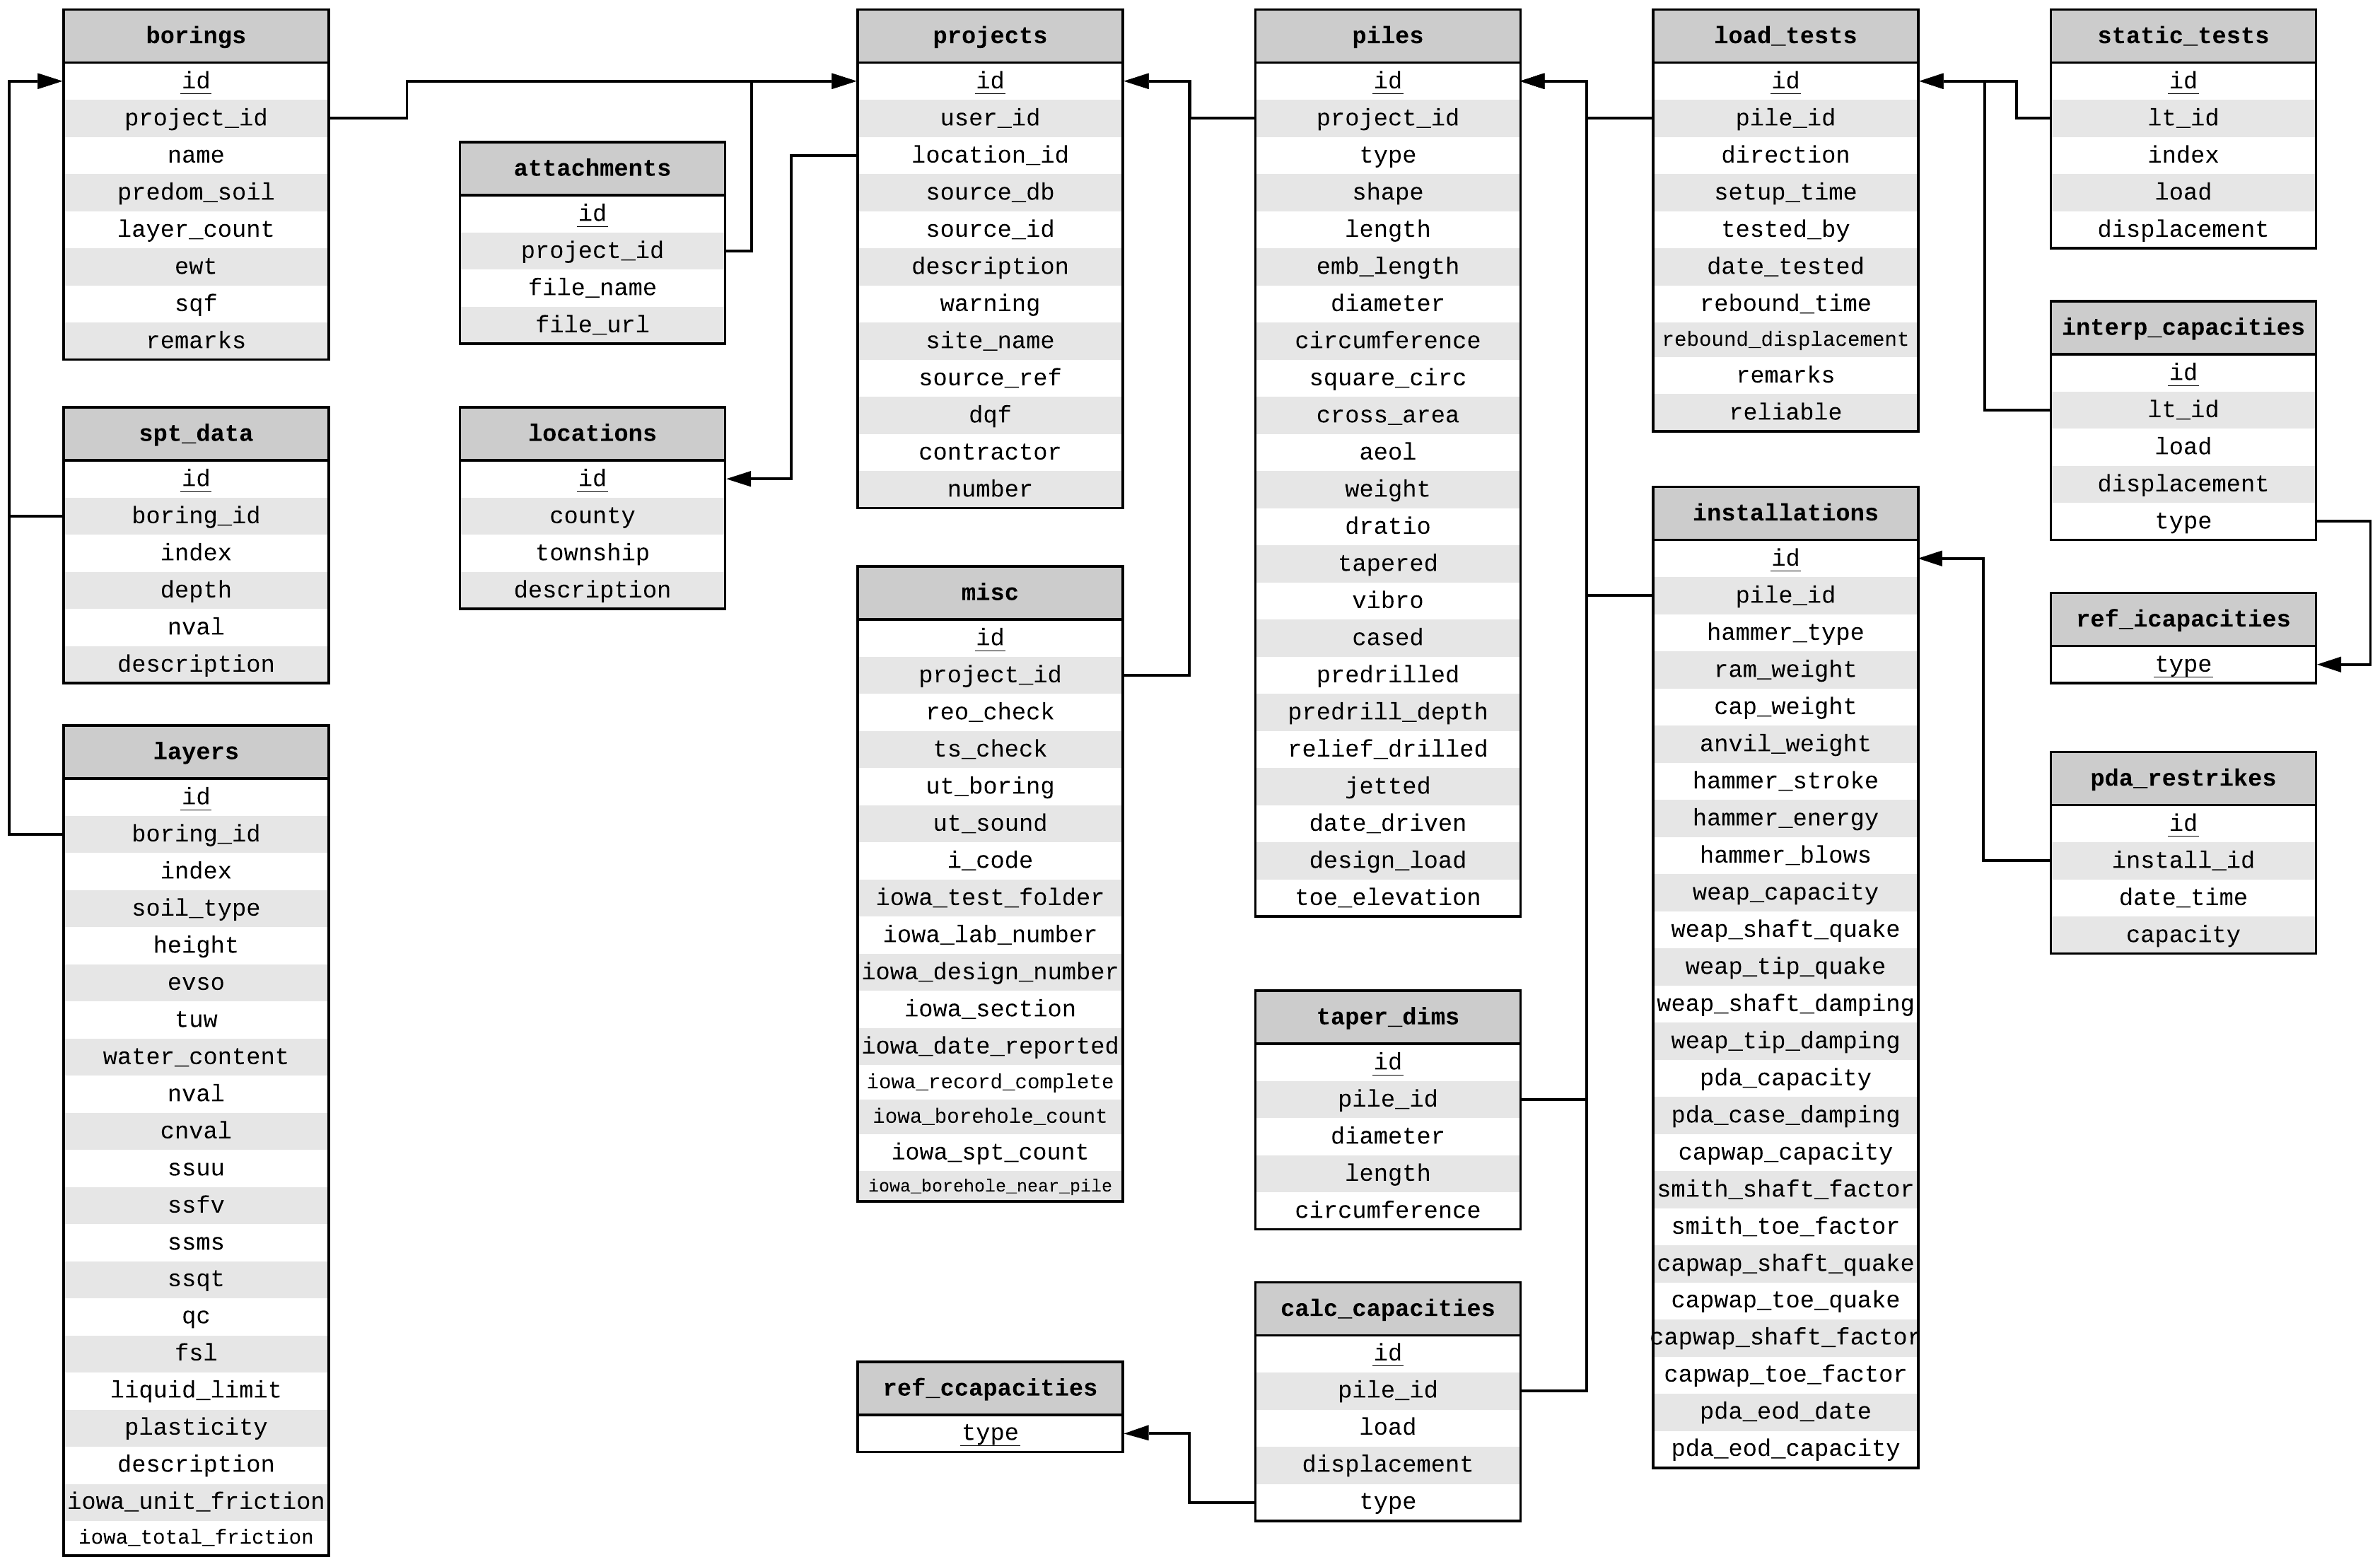 borings
id
project_id
name
predom_soil
layer_count
ewt
sqf
remarks
spt_data
id
boring_id
index
depth
nval
description
layers
id
boring_id
index
soil_type
height
evso
tuw
water_content
nval
cnval
ssuu
ssfv
ssms
ssqt
qc
fsl
liquid_limit
plasticity
description
iowa_unit_friction
iowa_total_friction
attachments
id
project_id
file_name
file_url
locations
id
county
township
description
projects
id
user_id
location_id
source_db
source_id
description
warning
site_name
source_ref
dqf
contractor
number
misc
id
project_id
reo_check
ts_check
ut_boring
ut_sound
i_code
iowa_test_folder
iowa_lab_number
iowa_design_number
iowa_section
iowa_date_reported
iowa_record_complete
iowa_borehole_count
iowa_spt_count
iowa_borehole_near_pile
ref_ccapacities
type
piles
id
project_id
type
shape
length
emb_length
diameter
circumference
square_circ
cross_area
aeol
weight
dratio
tapered
vibro
cased
predrilled
predrill_depth
relief_drilled
jetted
date_driven
design_load
toe_elevation
taper_dims
id
pile_id
diameter
length
circumference
calc_capacities
id
pile_id
load
displacement
type
load_tests
id
pile_id
direction
setup_time
tested_by
date_tested
rebound_time
rebound_displacement
remarks
reliable
installations
id
pile_id
hammer_type
ram_weight
cap_weight
anvil_weight
hammer_stroke
hammer_energy
hammer_blows
weap_capacity
weap_shaft_quake
weap_tip_quake
weap_shaft_damping
weap_tip_damping
pda_capacity
pda_case_damping
capwap_capacity
smith_shaft_factor
smith_toe_factor
capwap_shaft_quake
capwap_toe_quake
capwap_shaft_factor
capwap_toe_factor
pda_eod_date
pda_eod_capacity
static_tests
id
lt_id
index
load
displacement
interp_capacities
id
lt_id
load
displacement
type
ref_icapacities
type
pda_restrikes
id
install_id
date_time
capacity